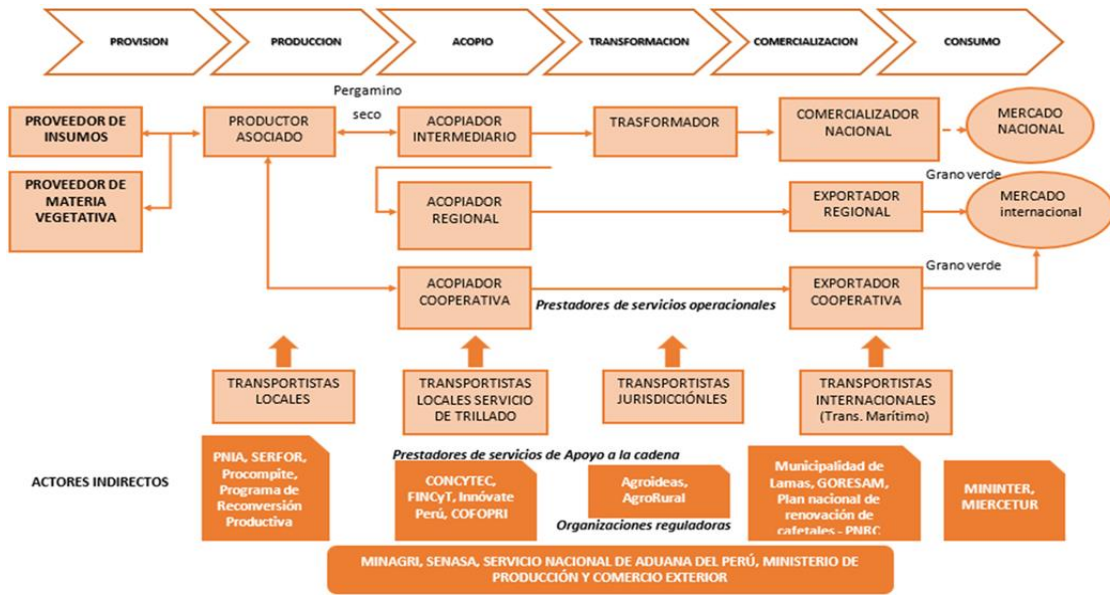 PROVISION
PRODUCCION
ACOPIO
TRANSFORMACION
COMERCIALIZACION
CONSUMO
PROVEEDOR DE
INSUMOS
PROVEEDOR DE
MATERIA
VEGETATIVA
PRODUCTOR
ASOCIADO
Pergamino
seco
ACOPIADOR
INTERMEDIARIO
TRASFORMADOR
COMERCIALIZADOR
NACIONAL
MERCADO
NACIONAL
ACOPIADOR
REGIONAL
EXPORTADOR
REGIONAL
Grano verde
MERCADO
internacional
ACOPIADOR
COOPERATIVA
Prestadores de servicios operacionales
EXPORTADOR
COOPERATIVA
Grano verde
TRANSPORTISTAS
LOCALES
TRANSPORTISTAS
LOCALES SERVICIO
DE TRILLADO
TRANSPORTISTAS
JURISDICCIÓNLES
TRANSPORTISTAS
INTERNACIONALES
(Trans. Marítimo)
Prestadores de servicios de Apoyo a la cadena
ACTORES INDIRECTOS
PNIA, SERFOR,
Procompite,
Programa de
Reconversión
Productiva
CONCYTEC,
FINCyT, Innóvate
Perú, COFOPRI
Agroideas,
AgroRural
Municipalidad de
Lamas, GORESAM,
Plan nacional de
renovación de
cafetales - PNRC
MININTER,
MIERCETUR
Organizaciones reguladoras
MINAGRI, SENASA, SERVICIO NACIONAL DE ADUANA DEL PERÚ, MINISTERIO DE
PRODUCCIÓN Y COMERCIO EXTERIOR